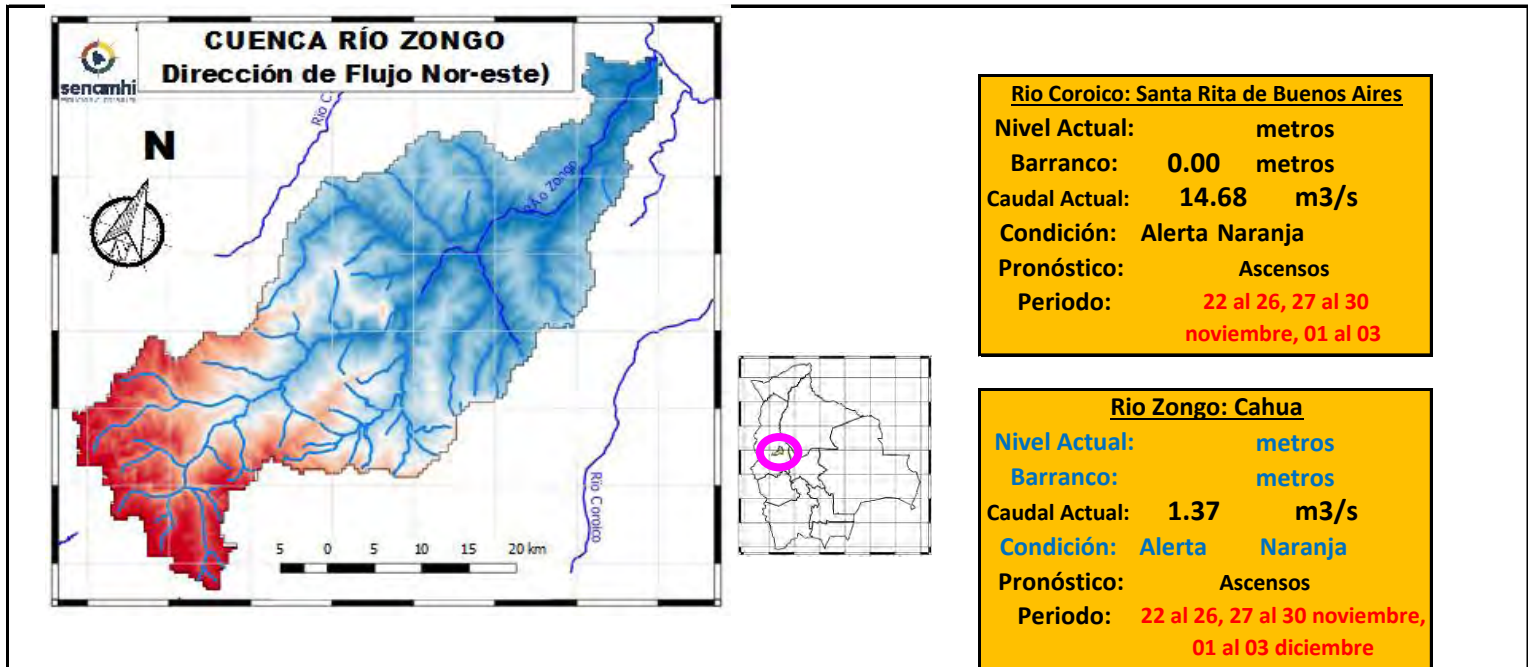 CUENCA RÍO ZONGO
Dirección de Flujo Nor-este)
senamhi
N
Río Zongo
Río Coroico
5 0 5 10 15 20 km
Rio Coroico: Santa Rita de Buenos Aires
Nivel Actual: metros
Barranco: 0.00 metros
Caudal Actual: 14.68 m3/s
Condición: Alerta Naranja
Pronóstico: Ascensos
Periodo: 22 al 26, 27 al 30
noviembre, 01 al 03
Rio Zongo: Cahua
Nivel Actual: metros
Barranco: metros
Caudal Actual: 1.37 m3/s
Condición: Alerta Naranja
Pronóstico: Ascensos
Periodo: 22 al 26, 27 al 30 noviembre,
01 al 03 diciembre